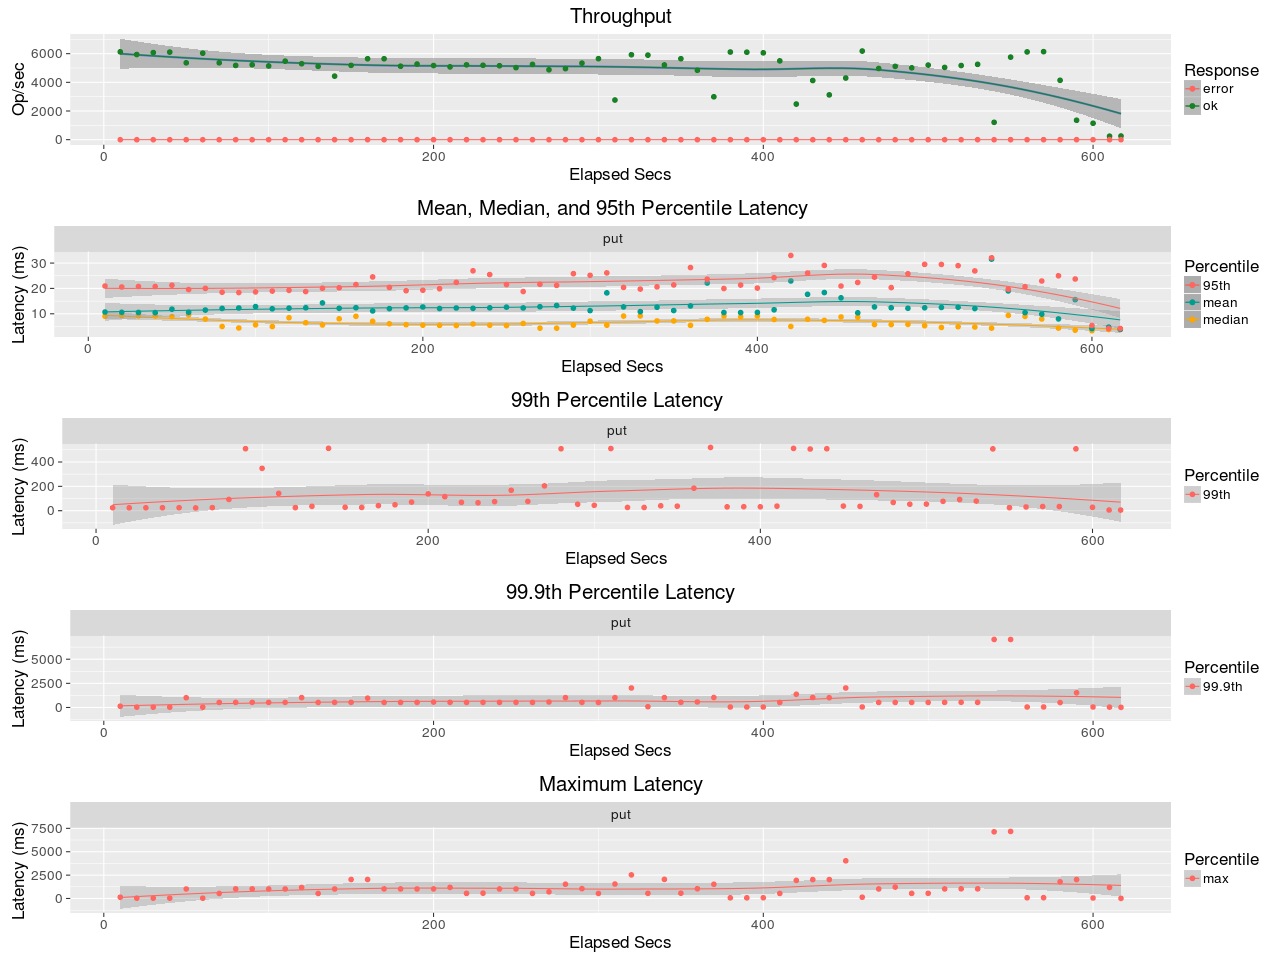 Throughput
Op/sec
6000
4000
2000
0
0 200 400 600
Elapsed Secs
Response
error
ok
Mean, Median, and 95th Percentile Latency
put
Latency (ms)
30
20
10
0 200 400 600
Elapsed Secs
Percentile
95th
mean
median
99th Percentile Latency
put
Latency (ms)
400
200
0
0 200 400 600
Elapsed Secs
Percentile
99th
99.9th Percentile Latency
put
Latency (ms)
5000
2500
0
0 200 400 600
Elapsed Secs
Percentile
99.9th
Maximum Latency
put
Latency (ms)
7500
5000
2500
0
0 200 400 600
Elapsed Secs
Percentile
max